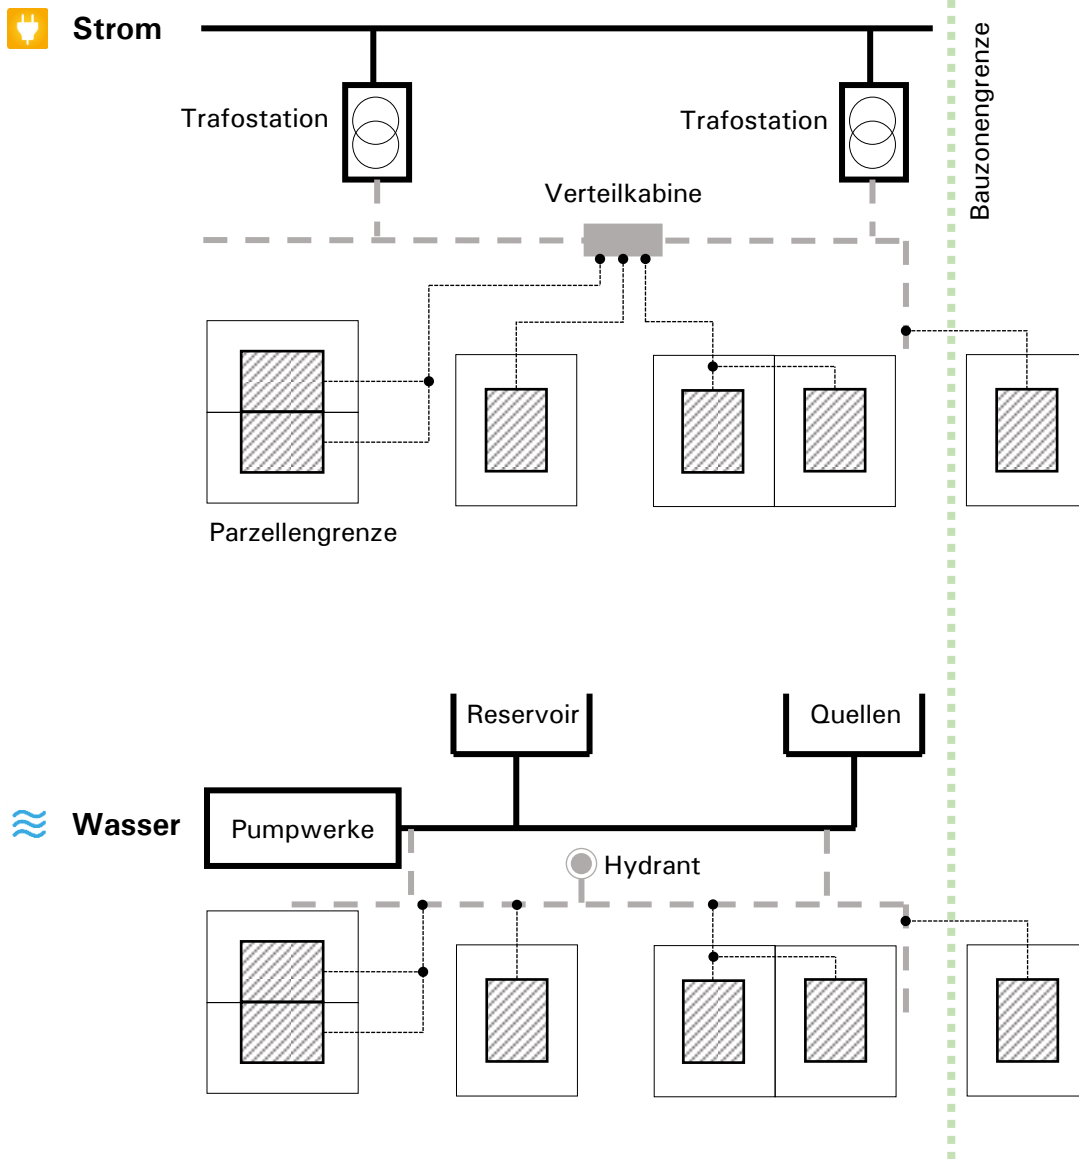 Strom
Trafostation
Trafostation
Bauzonengrenze
Verteilkabine
Parzellengrenze
Reservoir
Quellen
Wasser
Pumpwerke
Hydrant